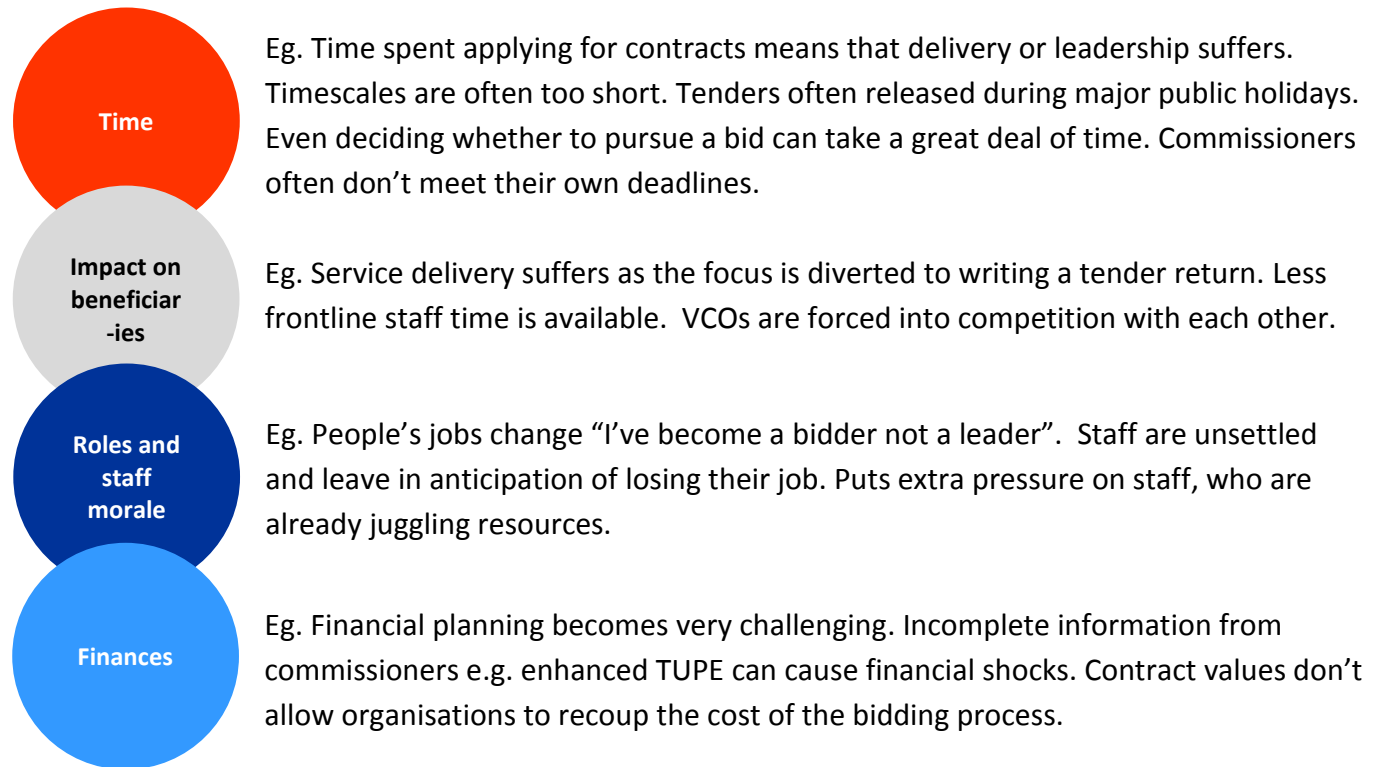 Time
Eg. Time spent applying for contracts means that delivery or leadership suffers.
Timescales are often too short. Tenders often released during major public holidays.
Even deciding whether to pursue a bid can take a great deal of time. Commissioners
often don’t meet their own deadlines.
Impact on
beneficiar
-ies
Eg. Service delivery suffers as the focus is diverted to writing a tender return. Less
frontline staff time is available.  VCOs are forced into competition with each other.
Roles and
staff
morale
Eg. People’s jobs change “I’ve become a bidder not a leader”.  Staff are unsettled
and leave in anticipation of losing their job. Puts extra pressure on staff, who are
already juggling resources.
Finances
Eg. Financial planning becomes very challenging. Incomplete information from
commissioners e.g. enhanced TUPE can cause financial shocks. Contract values don’t
allow organisations to recoup the cost of the bidding process.